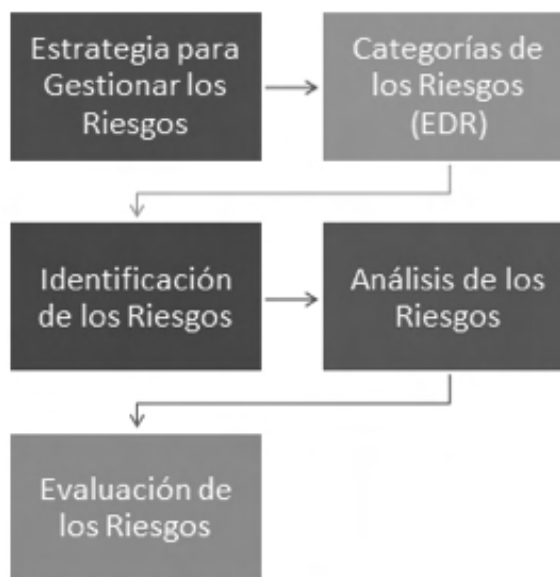 Estrategia para
Gestionar los
Riesgos
Categorías de
los Riesgos
(EDR)
Identificación
de los Riesgos
Análisis de los
Riesgos
Evaluación de
los Riesgos